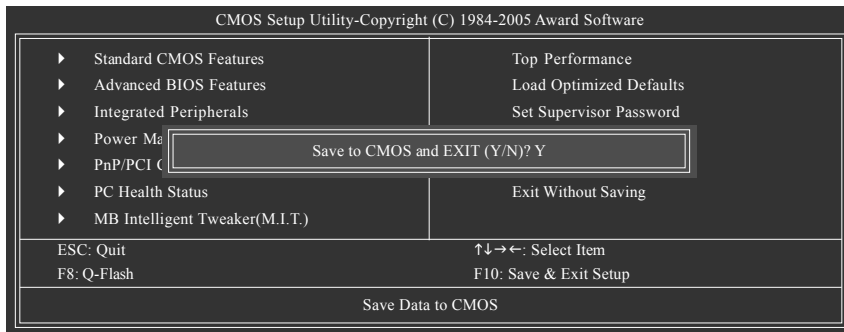 CMOS Setup Utility-Copyright (C) 1984-2005 Award Software
Standard CMOS Features
Advanced BIOS Features
Integrated Peripherals
Power Ma
PnP/PCI
PC Health Status
MB Intelligent Tweaker(M.I.T.)
Top Performance
Load Optimized Defaults
Set Supervisor Password
Exit Without Saving
Save to CMOS and EXIT (Y/N)? Y
ESC: Quit
↑↓→←: Select Item
F8: Q-Flash
F10: Save & Exit Setup
Save Data to CMOS